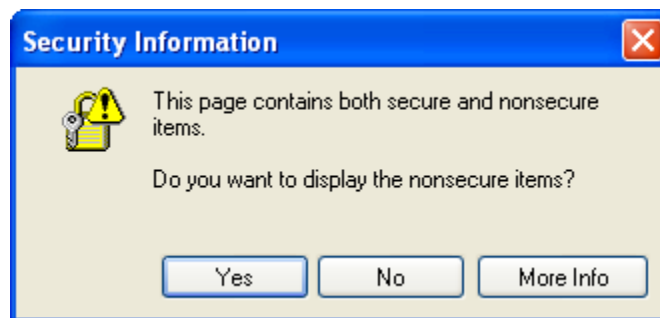 Security Information
This page contains both secure and nonsecure
items.
Do you want to display the nonsecure items?
Yes
No
More Info